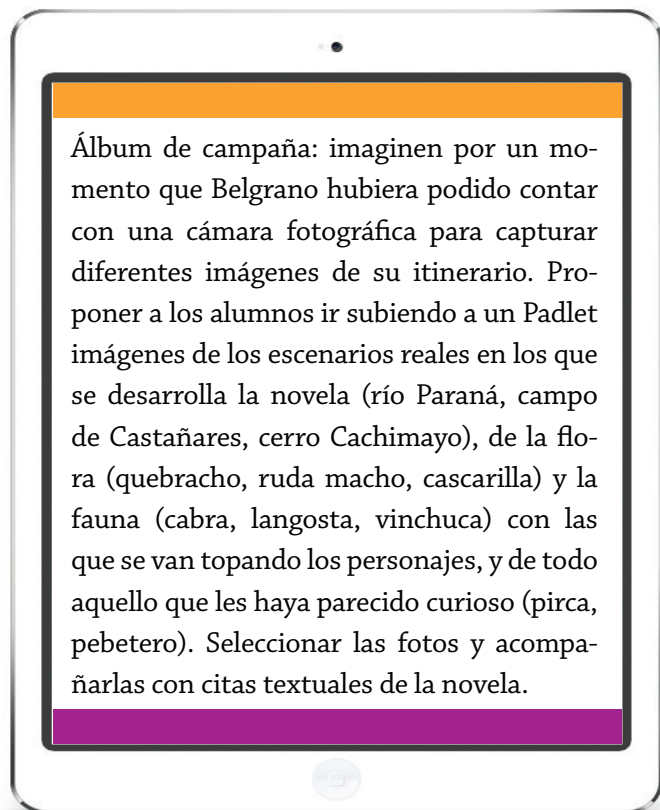 Álbum de campaña: imaginen por un mo-
mento que Belgrano hubiera podido contar
con una cámara fotográfica para capturar
diferentes imágenes de su itinerario. Pro-
poner a los alumnos ir subiendo a un Padlet
imágenes de los escenarios reales en los que
se desarrolla la novela (río Paraná, campo
de Castañares, cerro Cachimayo), de la flo-
ra (quebracho, ruda macho, cascarilla) y la
fauna (cabra, langosta, vinchuca) con las
que se van topando los personajes, y de todo
aquello que les haya parecido curioso (pirca,
pebetero). Seleccionar las fotos y acompa-
ñarlas con citas textuales de la novela.